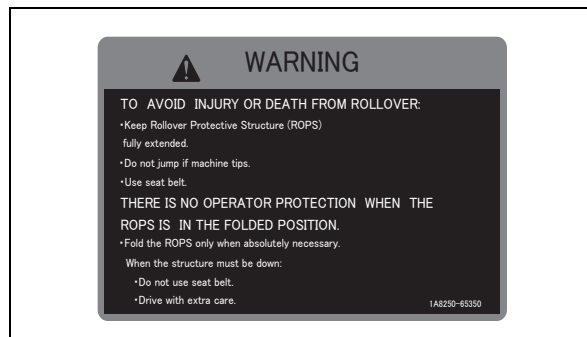 WARNING
TO AVOID INJURY OR DEATH FROM ROLLOVER:
･Keep Rollover Protective Structure (ROPS)
fully extended.
･Do not jump if machine tips.
･Use seat belt.
THERE IS NO OPERATOR PROTECTION WHEN THE
ROPS IS IN THE FOLDED POSITION.
･Fold the ROPS only when absolutely necessary.
When the structure must be down:
･Do not use seat belt.
･Drive with extra care.
1A8250-65350